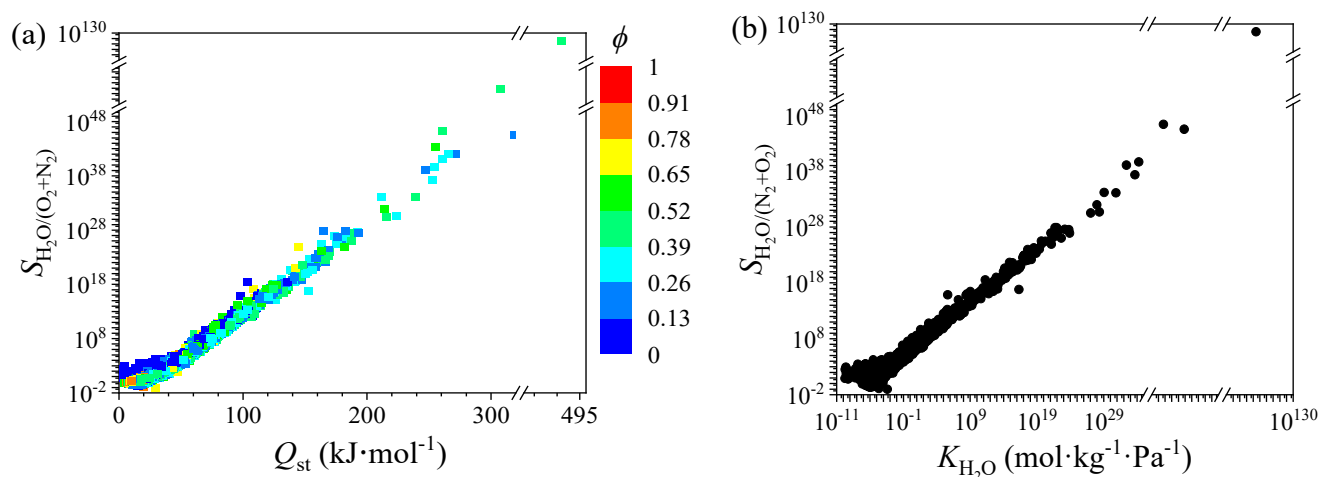 (a)
10^130
10^48
10^38
10^28
10^18
10^8
10^-2
S_H₂O/(O₂+N₂)
0 100 200 300 495
Q_st (kJ·mol^-1)
ϕ
1
0.91
0.78
0.65
0.52
0.39
0.26
0.13
0
(b)
10^130
10^48
10^38
10^28
10^18
10^8
10^-2
S_H₂O/(N₂+O₂)
10^-11 10^-1 10^9 10^19 10^29 10^130
K_H₂O (mol·kg^-1·Pa^-1)